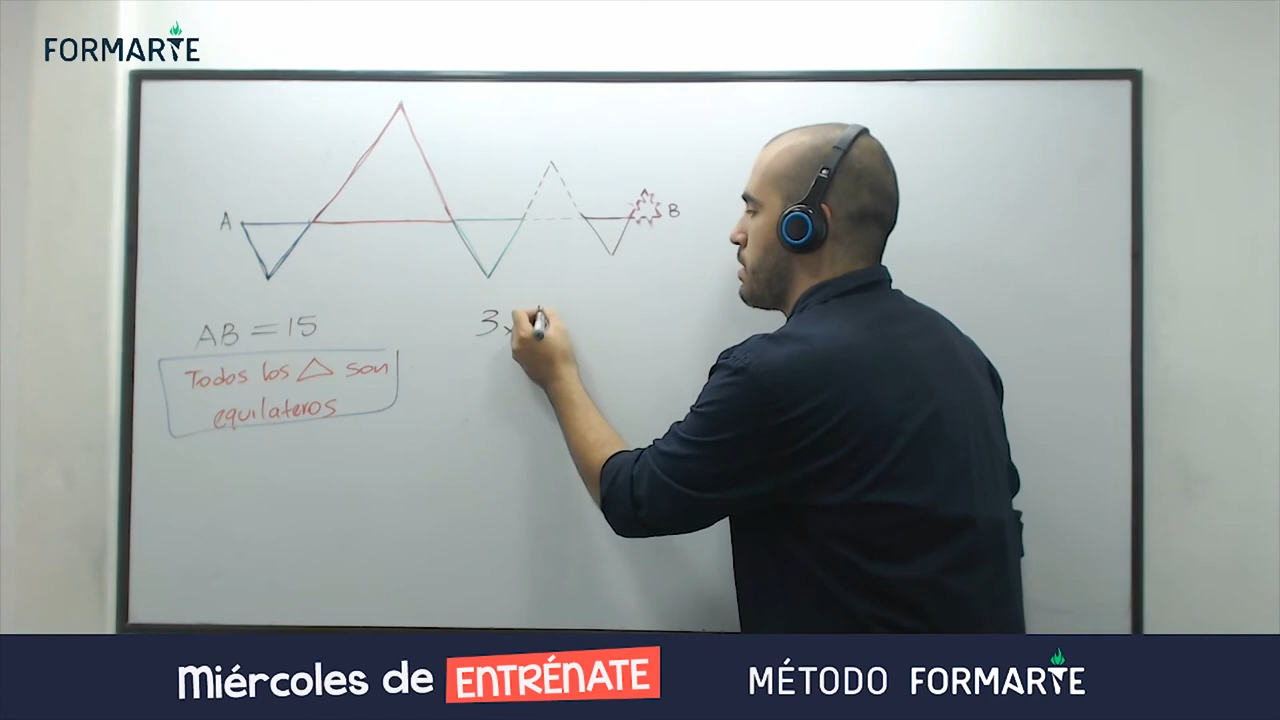 FORMARTE
A
B
AB = 15
3x
Todos los △ son
equilateros
Miércoles de ENTRÉNATE
MÉTODO FORMARTE